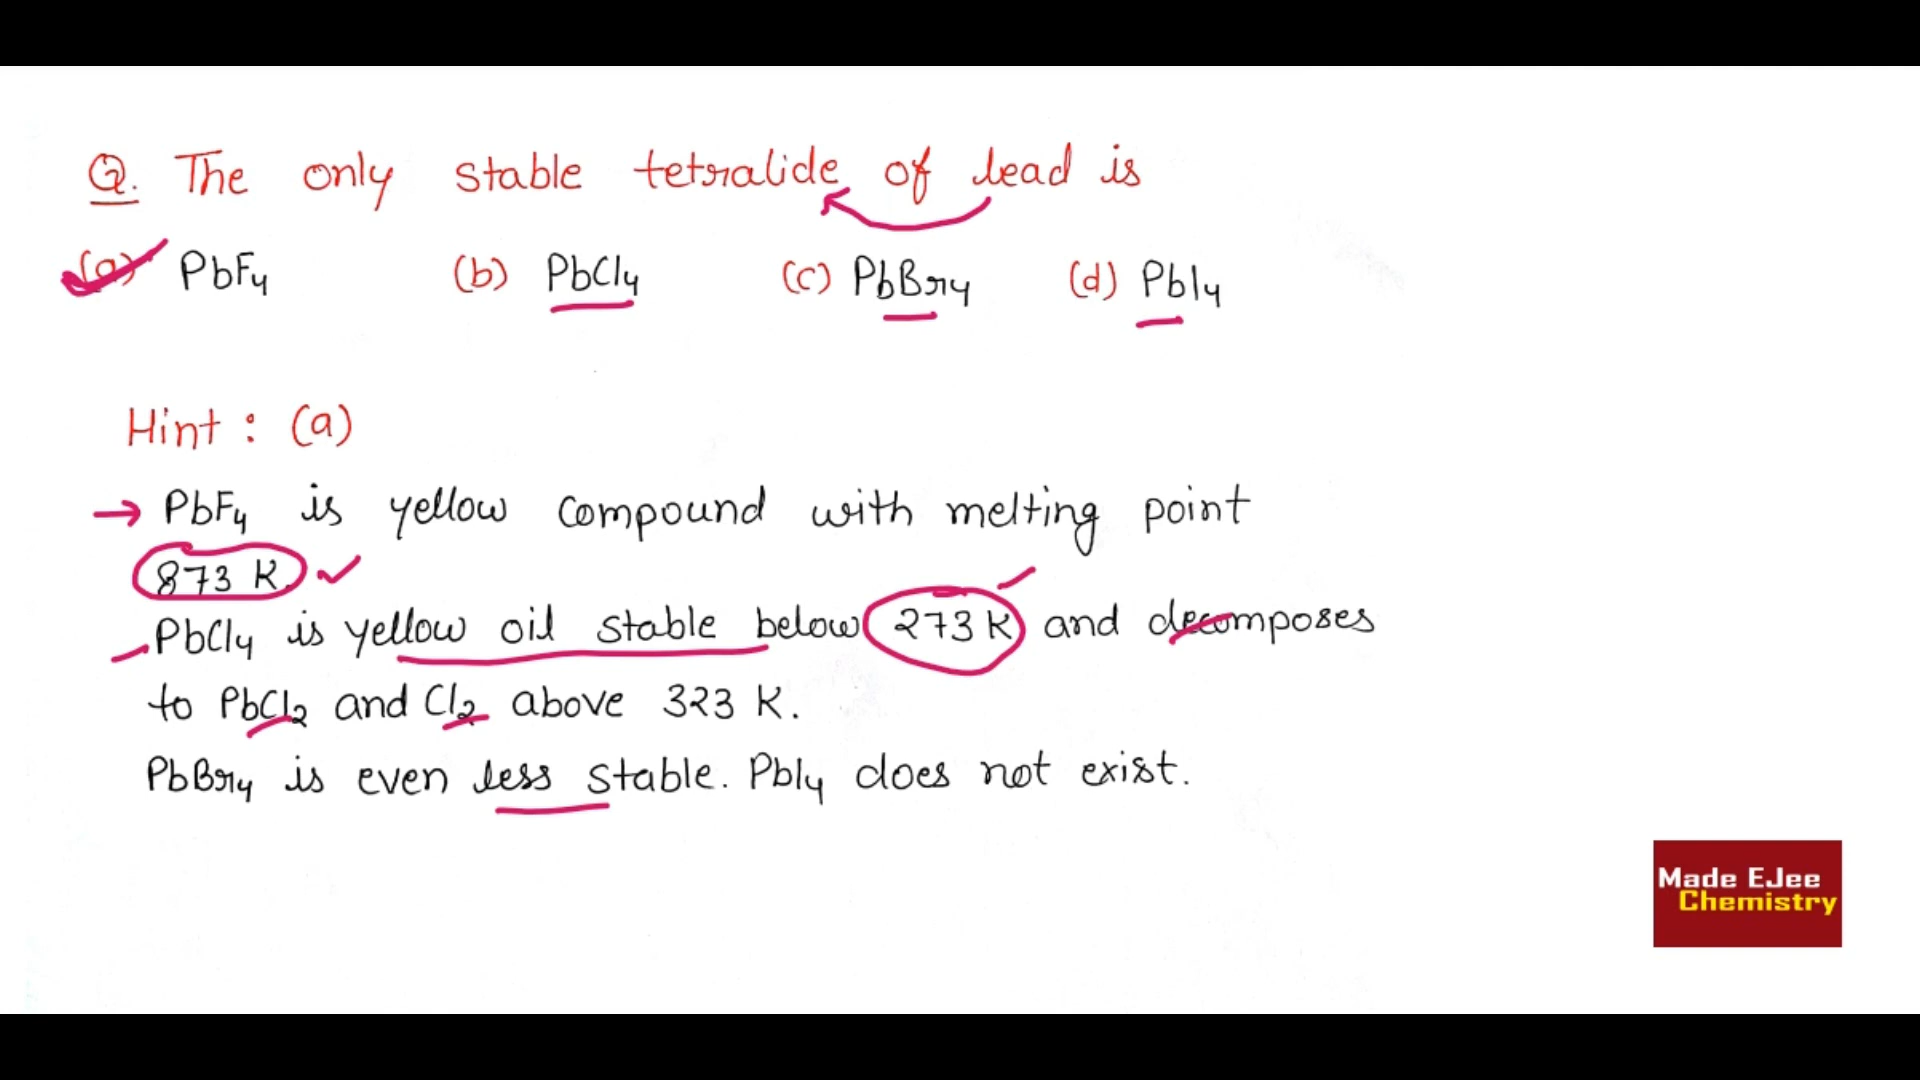 Q. The only stable tetralide of lead is
(a) PbF4 (b) PbCl4 (c) PbBr4 (d) PbI4
Hint : (a)
→ PbF4 is yellow compound with melting point
873 K.
PbCl4 is yellow oil stable below 273 K and decomposes
to PbCl2 and Cl2 above 323 K.
PbBr4 is even less stable. PbI4 does not exist.
Made EJee
Chemistry